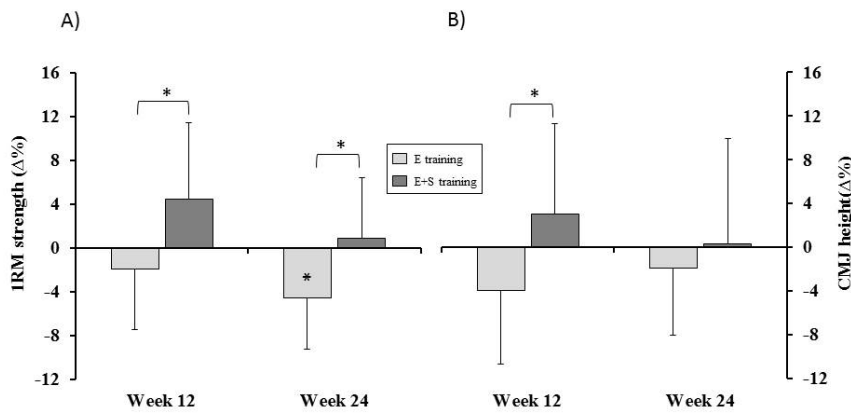 A)
B)
16
12
8
4
0
-4
-8
-12
1RM strength (Δ%)
*
*
*
E training
E+S training
Week 12
Week 24
*
16
12
8
4
0
-4
-8
-12
CMJ height(Δ%)
Week 12
Week 24